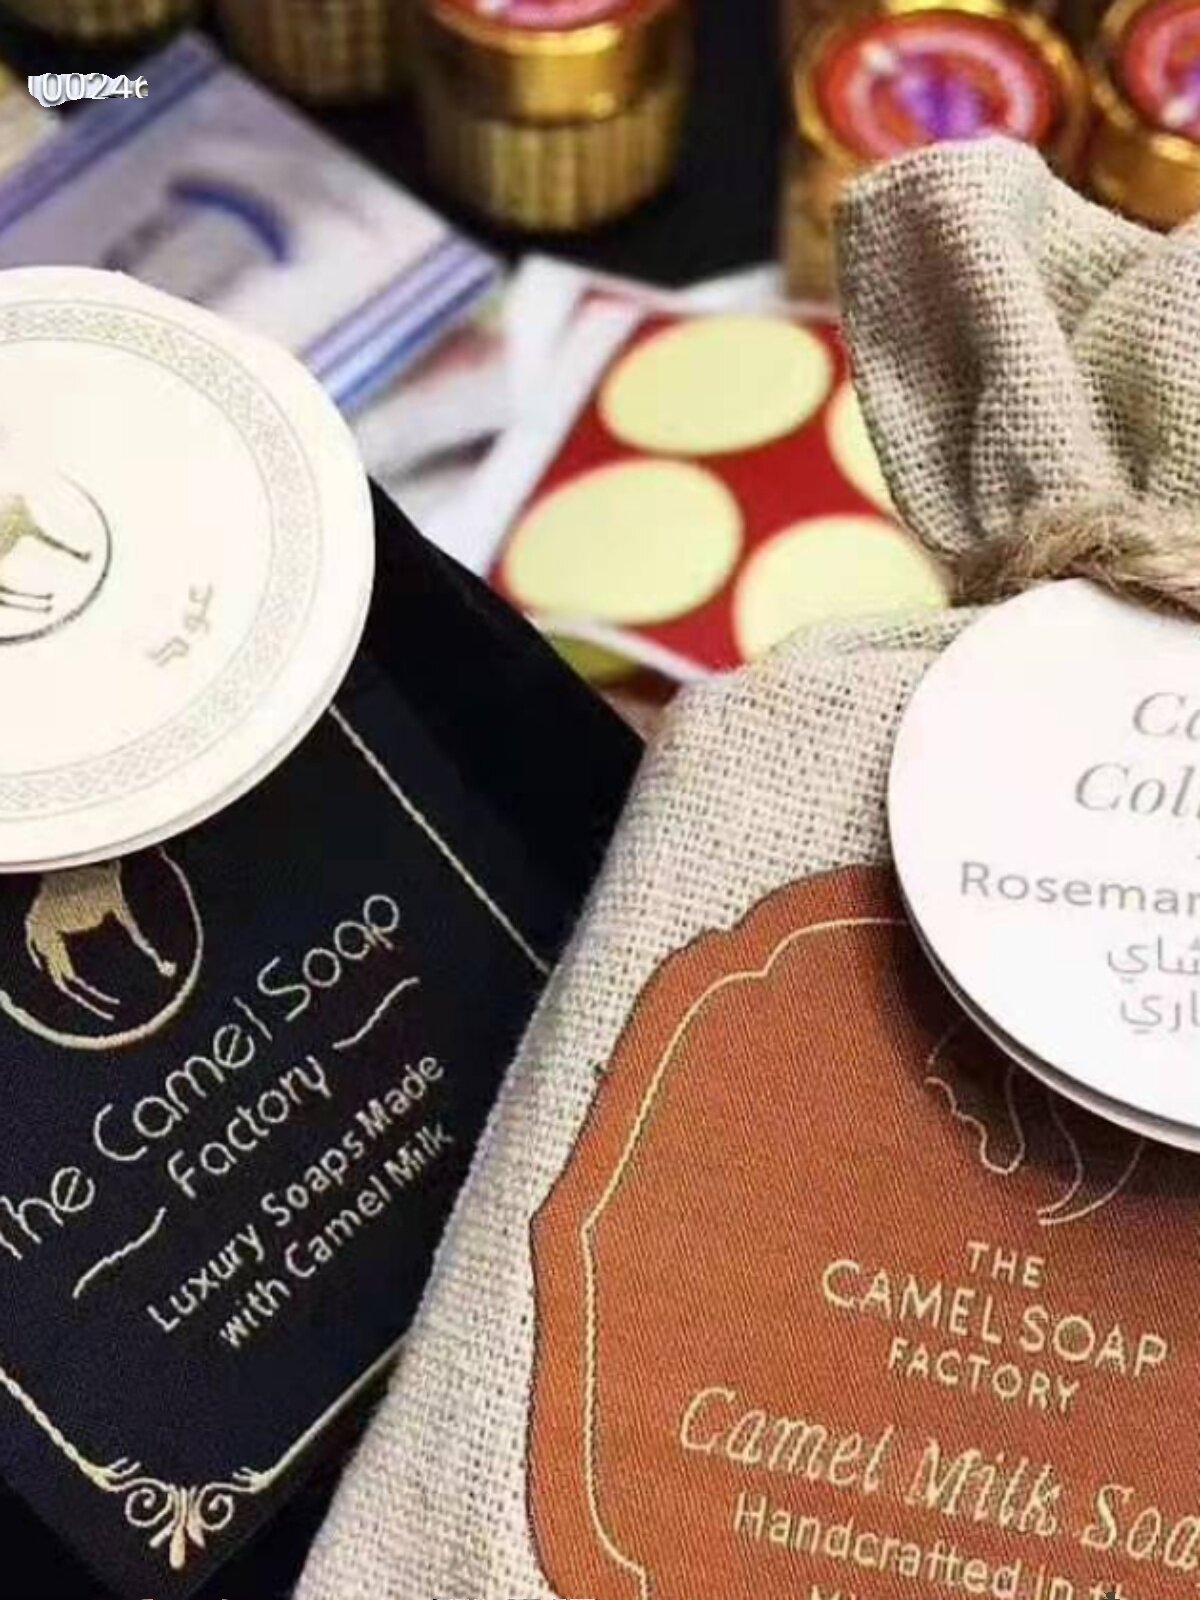 عود
The Camel Soap
Factory
Luxury Soaps Made
with Camel Milk
Rosemar
THE
CAMEL SOAP
FACTORY
Camel Milk Soa
Handcrafted in th